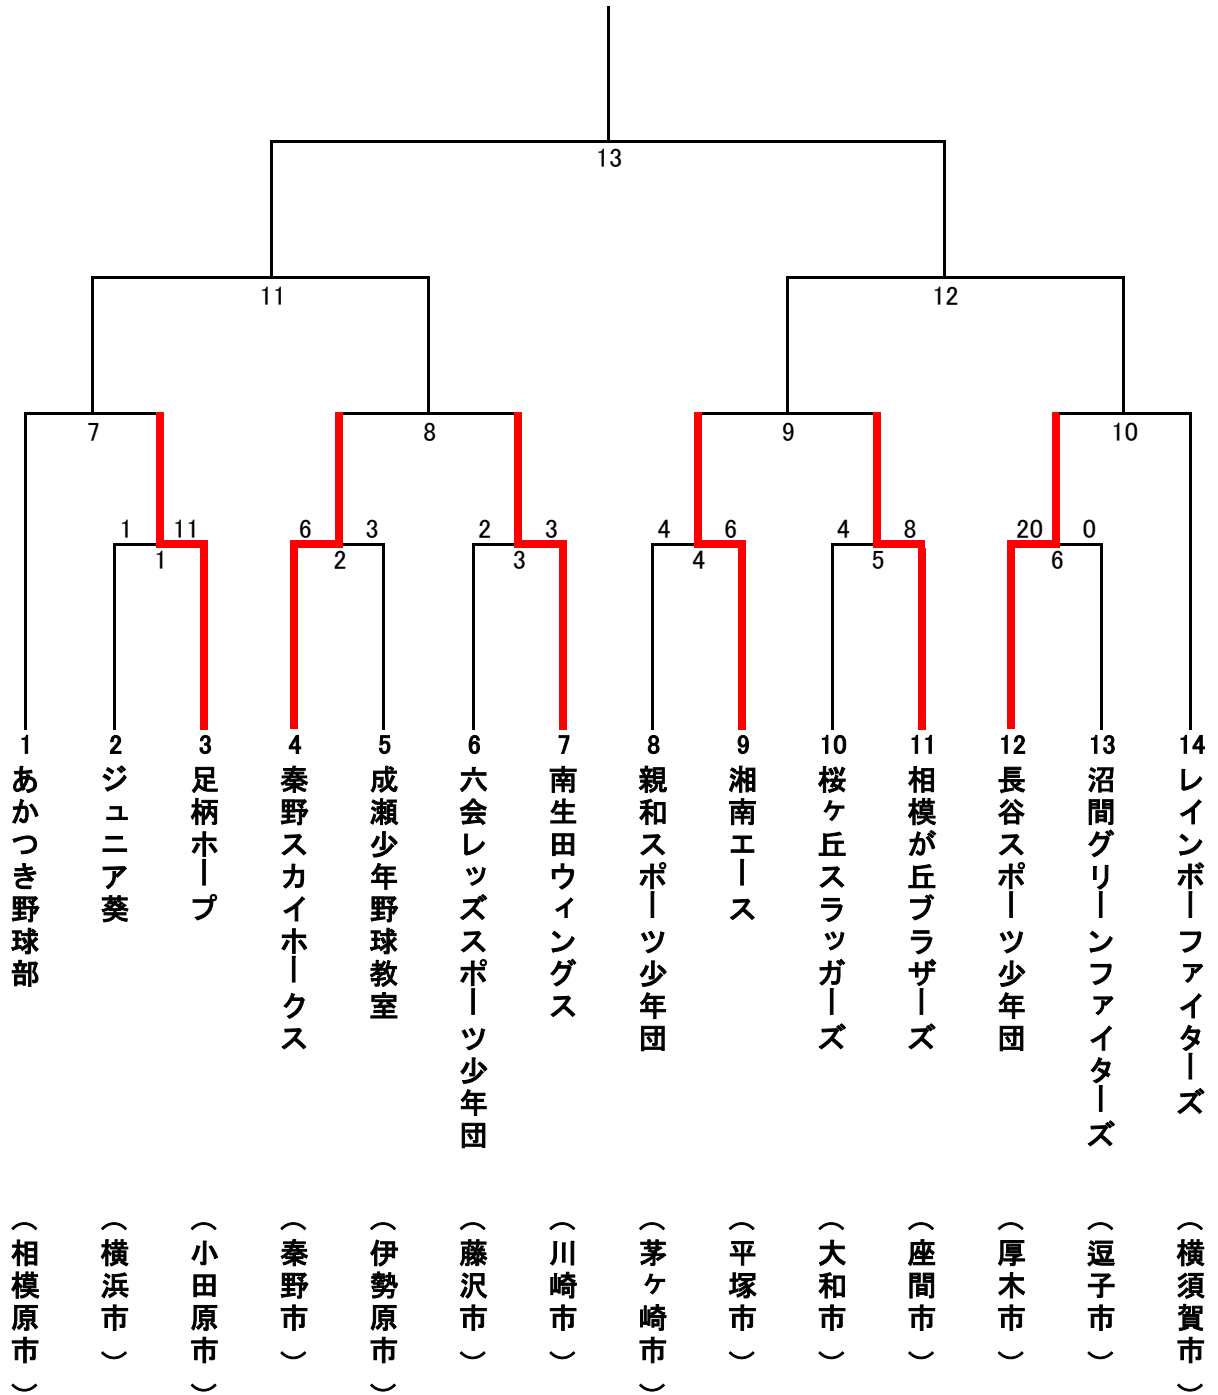 13
11
12
7
8
9
10
1 11
6 3
2 3
4 6
4 8
20 0
1
2
3
4
5
6
1
あかつき野球部
(相模原市)
2
ジュニア葵
(横浜市)
3
足柄ホープ
(小田原市)
4
秦野スカイホークス
(秦野市)
5
成瀬少年野球教室
(伊勢原市)
6
六会レッズスポーツ少年団
(藤沢市)
7
南生田ウィングス
(川崎市)
8
親和スポーツ少年団
(茅ヶ崎市)
9
湘南エース
(平塚市)
10
桜ヶ丘スラッガーズ
(大和市)
11
相模が丘ブラザーズ
(座間市)
12
長谷スポーツ少年団
(厚木市)
13
沼間グリーンファイターズ
(逗子市)
14
レインボーファイターズ
(横須賀市)